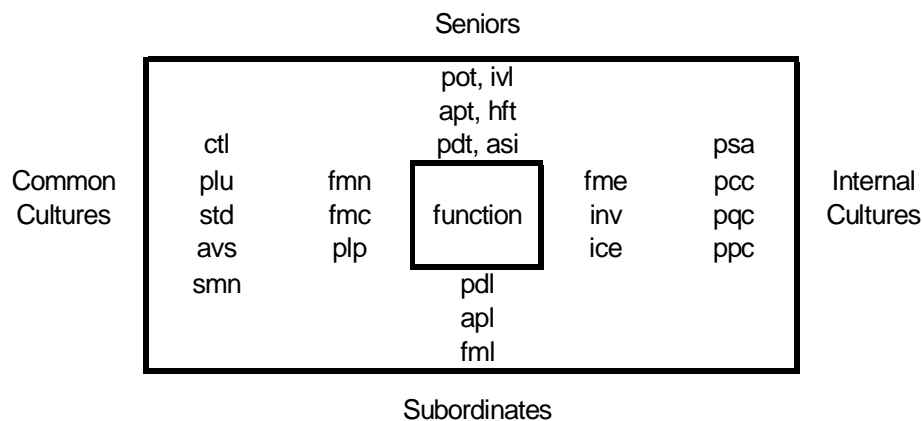 Seniors
pot, ivl
apt, hft
ctl pdt, asi psa
Common plu fmn fme pcc Internal
Cultures std fmc function inv pqc Cultures
avs plp ice ppc
smn pdl
apl
fml
Subordinates